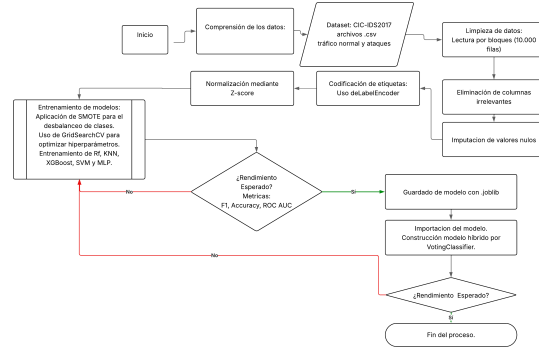 Inicio
Comprensión de los datos:
Dataset: CIC-IDS2017
archivos .csv
tráfico normal y ataques
Limpieza de datos:
Lectura por bloques (10.000
filas)
Eliminación de columnas
irrelevantes
Imputacion de valores nulos
Codificación de etiquetas:
Uso deLabelEncoder
Normalización mediante
Z-score
Entrenamiento de modelos:
Aplicación de SMOTE para el
desbalanceo de clases.
Uso de GridSearchCV para
optimizar hiperparámetros.
Entrenamiento de Rf, KNN,
XGBoost, SVM y MLP.
¿Rendimiento
Esperado?
Metricas:
F1, Accuracy, ROC AUC
No
Si
Guardado de modelo con .joblib
Importacion del modelo.
Construcción modelo híbrido por
VotingClassifier.
No
¿Rendimiento Esperado?
Si
Fin del proceso.